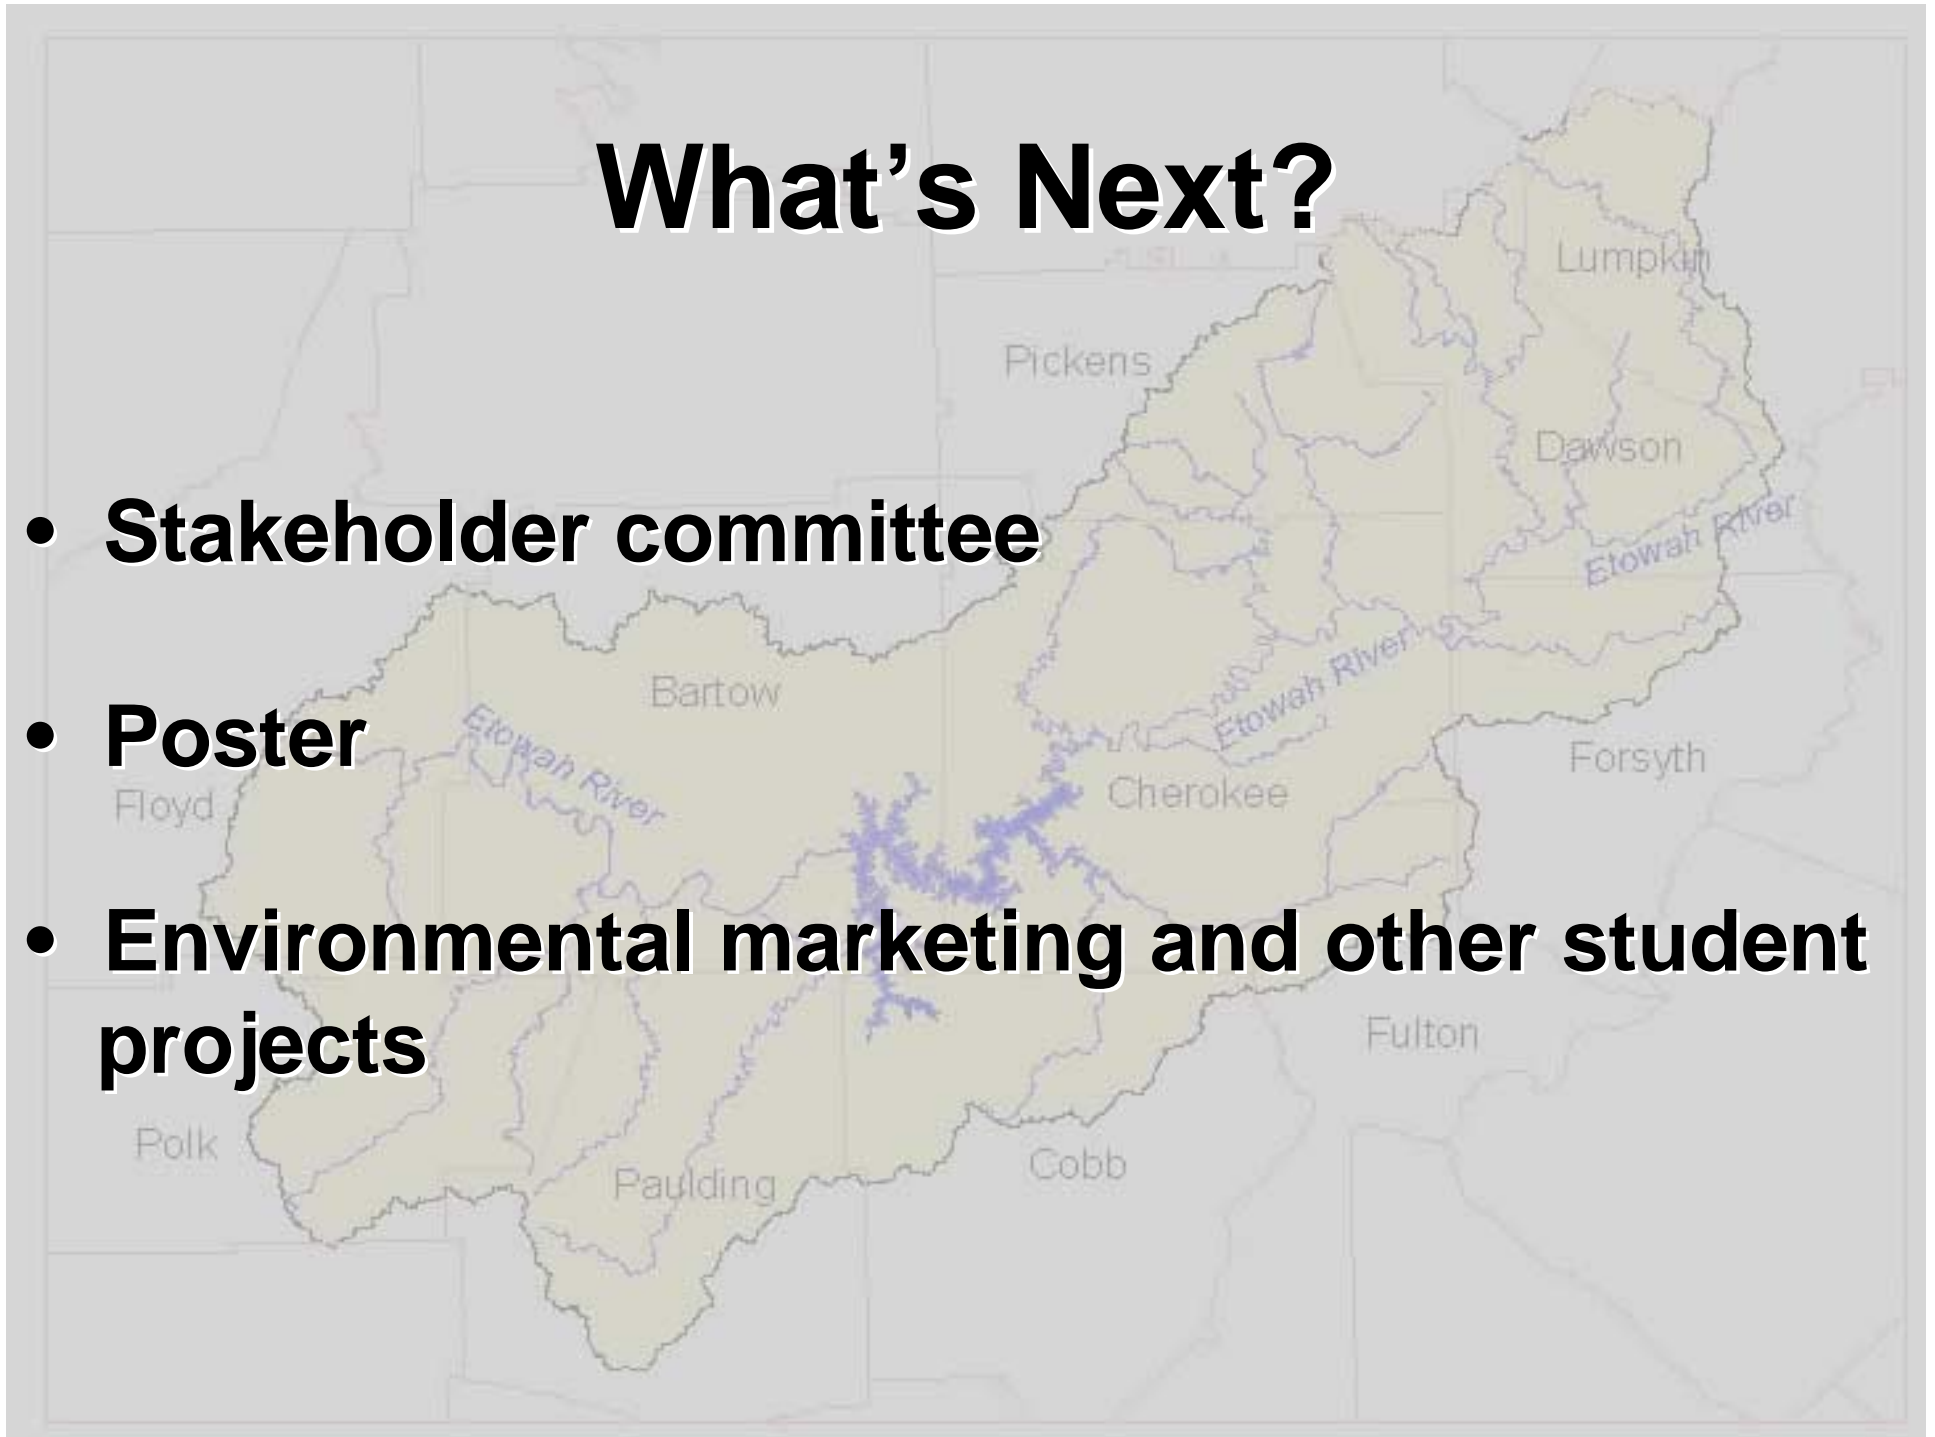 What's Next?
Lumpkin
Pickens
Dawson
• Stakeholder committee
Etowah River
Etowah River
Bartow
• Poster
Etowah River
Forsyth
Floyd
Cherokee
• Environmental marketing and other student
projects
Fulton
Polk
Cobb
Paulding